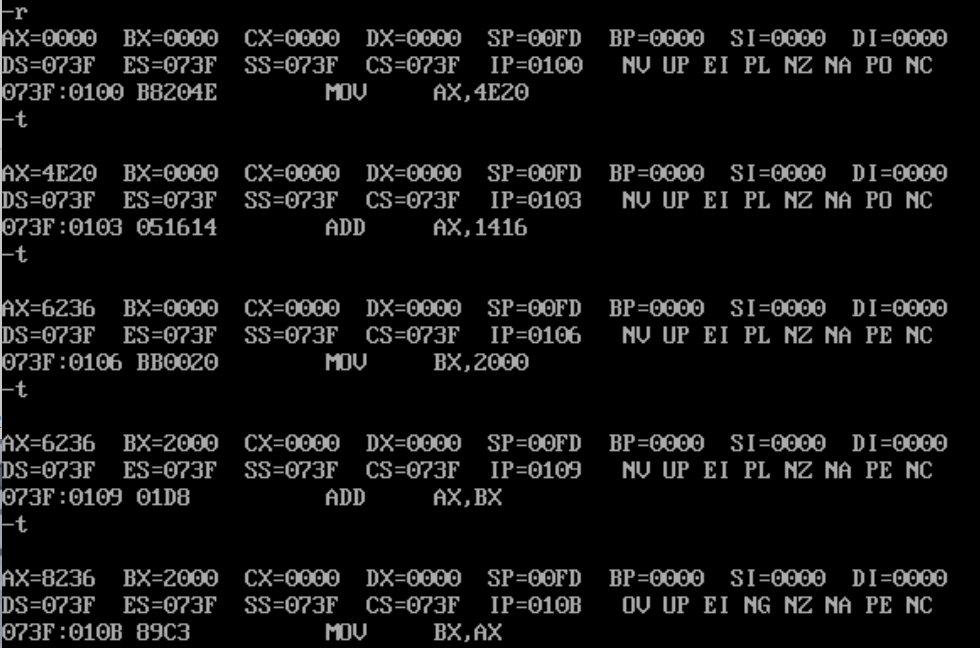 -r
AX=0000  BX=0000  CX=0000  DX=0000  SP=00FD  BP=0000  SI=0000  DI=0000
DS=073F  ES=073F  SS=073F  CS=073F  IP=0100   NV UP EI PL NZ NA PO NC
073F:0100 B8204E        MOV     AX,4E20
-t
AX=4E20  BX=0000  CX=0000  DX=0000  SP=00FD  BP=0000  SI=0000  DI=0000
DS=073F  ES=073F  SS=073F  CS=073F  IP=0103   NV UP EI PL NZ NA PO NC
073F:0103 051614        ADD     AX,1416
-t
AX=6236  BX=0000  CX=0000  DX=0000  SP=00FD  BP=0000  SI=0000  DI=0000
DS=073F  ES=073F  SS=073F  CS=073F  IP=0106   NV UP EI PL NZ NA PE NC
073F:0106 BB0020        MOV     BX,2000
-t
AX=6236  BX=2000  CX=0000  DX=0000  SP=00FD  BP=0000  SI=0000  DI=0000
DS=073F  ES=073F  SS=073F  CS=073F  IP=0109   NV UP EI PL NZ NA PE NC
073F:0109 01D8          ADD     AX,BX
-t
AX=8236  BX=2000  CX=0000  DX=0000  SP=00FD  BP=0000  SI=0000  DI=0000
DS=073F  ES=073F  SS=073F  CS=073F  IP=010B   OV UP EI NG NZ NA PE NC
073F:010B 89C3          MOV     BX,AX